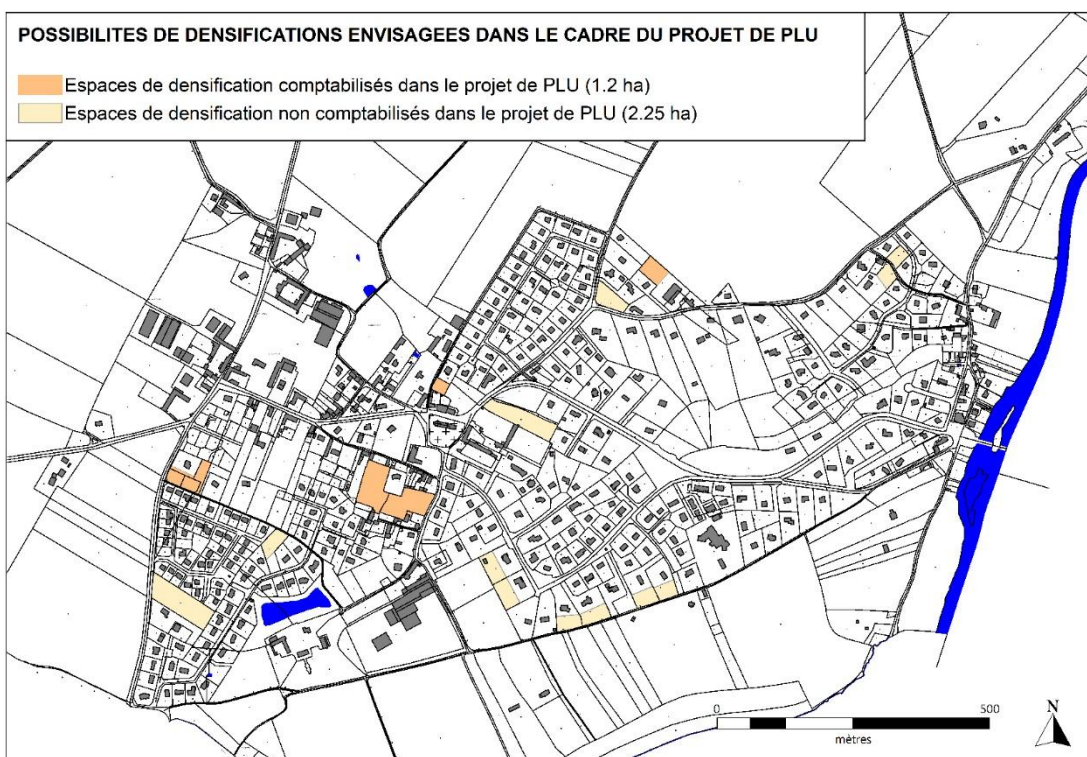 POSSIBILITES DE DENSIFICATIONS ENVISAGEES DANS LE CADRE DU PROJET DE PLU
Espaces de densification comptabilisés dans le projet de PLU (1.2 ha)
Espaces de densification non comptabilisés dans le projet de PLU (2.25 ha)
0 500
mètres
N